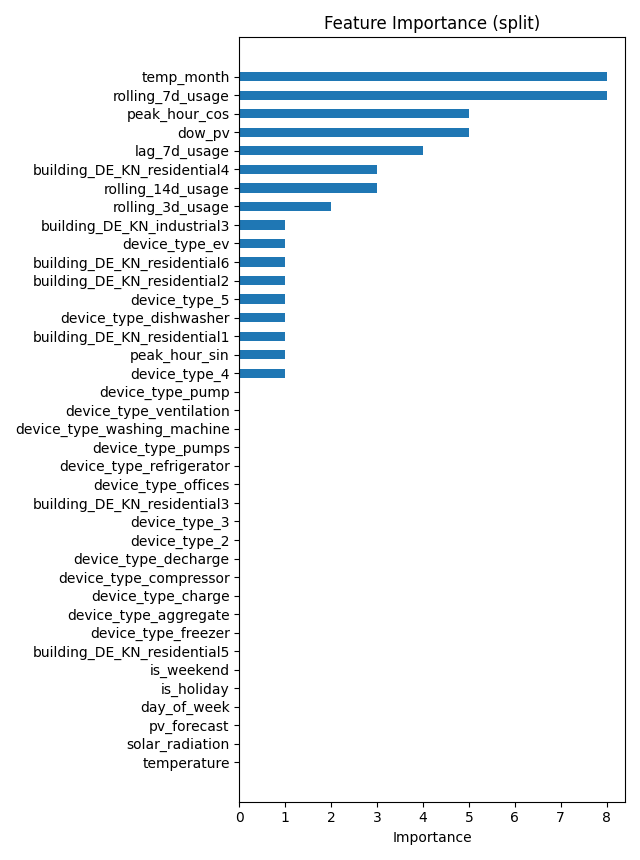 Feature Importance (split)
temp_month
rolling_7d_usage
peak_hour_cos
dow_pv
lag_7d_usage
building_DE_KN_residential4
rolling_14d_usage
rolling_3d_usage
building_DE_KN_industrial3
device_type_ev
building_DE_KN_residential6
building_DE_KN_residential2
device_type_5
device_type_dishwasher
building_DE_KN_residential1
peak_hour_sin
device_type_4
device_type_pump
device_type_ventilation
device_type_washing_machine
device_type_pumps
device_type_refrigerator
device_type_offices
building_DE_KN_residential3
device_type_3
device_type_2
device_type_decharge
device_type_compressor
device_type_charge
device_type_aggregate
device_type_freezer
building_DE_KN_residential5
is_weekend
is_holiday
day_of_week
pv_forecast
solar_radiation
temperature
0 1 2 3 4 5 6 7 8
Importance